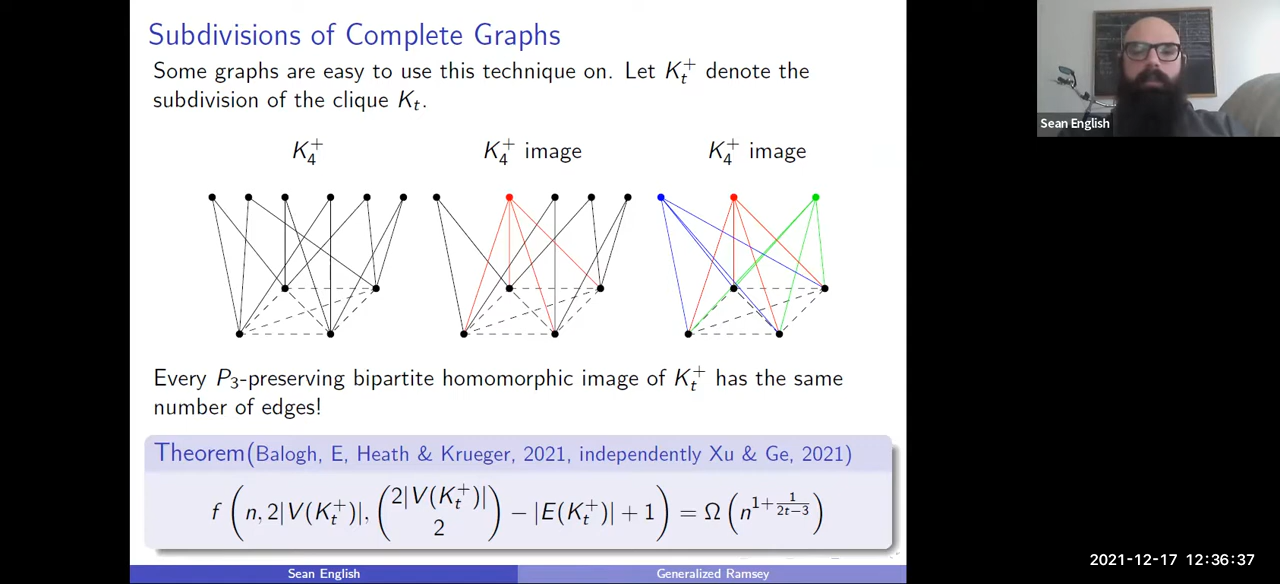 Subdivisions of Complete Graphs
Some graphs are easy to use this technique on. Let K_t^+ denote the
subdivision of the clique K_t.
K_4^+
K_4^+ image
K_4^+ image
Every P_3-preserving bipartite homomorphic image of K_t^+ has the same
number of edges!
Theorem(Balogh, E, Heath & Krueger, 2021, independently Xu & Ge, 2021)
f(n, 2|V(K_t^+)|, \binom{2|V(K_t^+)|}{2} − |E(K_t^+)| + 1) = Ω(n^{1+\frac{1}{2t−3}})
Sean English
Generalized Ramsey
Sean English
2021-12-17 12:36:37